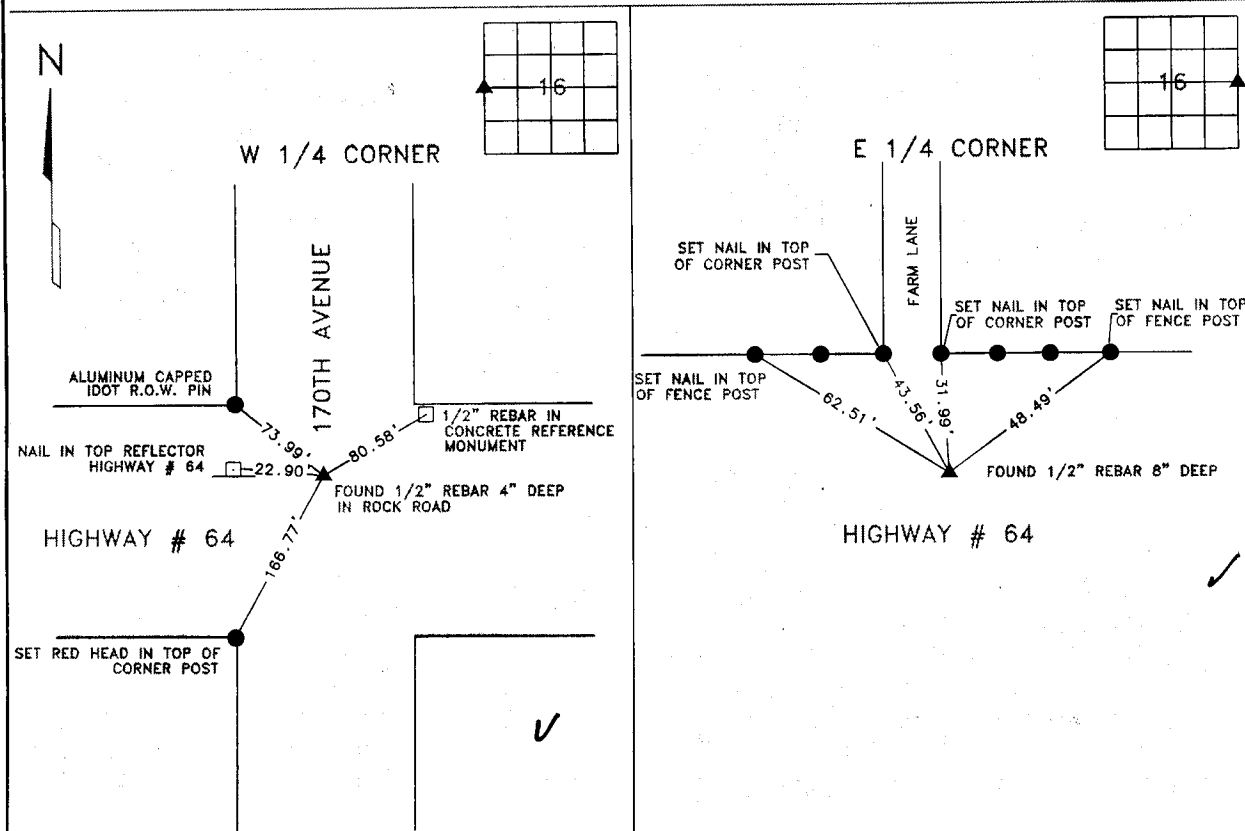 N
16
W 1/4 CORNER
170TH AVENUE
ALUMINUM CAPPED
IDOT R.O.W. PIN
73.99'
80.58'
1/2" REBAR IN
CONCRETE REFERENCE
MONUMENT
NAIL IN TOP REFLECTOR
HIGHWAY # 64
22.90
FOUND 1/2" REBAR 4" DEEP
IN ROCK ROAD
HIGHWAY # 64
166.77'
SET RED HEAD IN TOP OF
CORNER POST
16
E 1/4 CORNER
FARM LANE
SET NAIL IN TOP
OF CORNER POST
SET NAIL IN TOP
OF CORNER POST
SET NAIL IN TOP
OF FENCE POST
SET NAIL IN TOP
OF FENCE POST
62.51'
43.56'
31.99'
48.49'
FOUND 1/2" REBAR 8" DEEP
HIGHWAY # 64